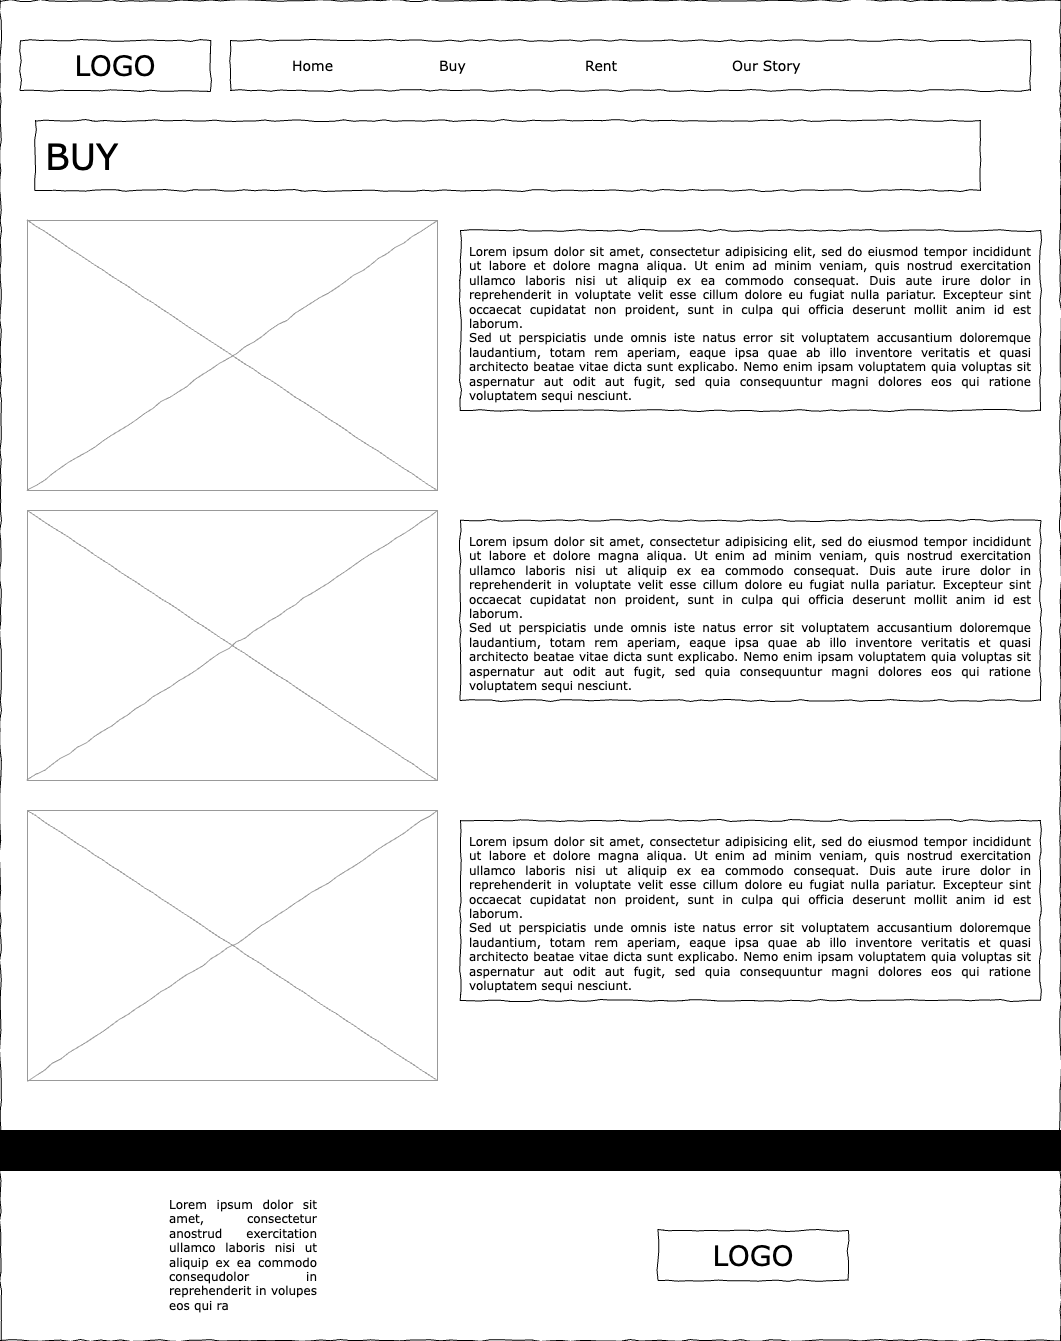 LOGO
Home Buy Rent Our Story
BUY
Lorem ipsum dolor sit amet, consectetur adipisicing elit, sed do eiusmod tempor incididunt
ut labore et dolore magna aliqua. Ut enim ad minim veniam, quis nostrud exercitation
ullamco laboris nisi ut aliquip ex ea commodo consequat. Duis aute irure dolor in
reprehenderit in voluptate velit esse cillum dolore eu fugiat nulla pariatur. Excepteur sint
occaecat cupidatat non proident, sunt in culpa qui officia deserunt mollit anim id est
laborum.
Sed ut perspiciatis unde omnis iste natus error sit voluptatem accusantium doloremque
laudantium, totam rem aperiam, eaque ipsa quae ab illo inventore veritatis et quasi
architecto beatae vitae dicta sunt explicabo. Nemo enim ipsam voluptatem quia voluptas sit
aspernatur aut odit aut fugit, sed quia consequuntur magni dolores eos qui ratione
voluptatem sequi nesciunt.
Lorem ipsum dolor sit amet, consectetur adipisicing elit, sed do eiusmod tempor incididunt
ut labore et dolore magna aliqua. Ut enim ad minim veniam, quis nostrud exercitation
ullamco laboris nisi ut aliquip ex ea commodo consequat. Duis aute irure dolor in
reprehenderit in voluptate velit esse cillum dolore eu fugiat nulla pariatur. Excepteur sint
occaecat cupidatat non proident, sunt in culpa qui officia deserunt mollit anim id est
laborum.
Sed ut perspiciatis unde omnis iste natus error sit voluptatem accusantium doloremque
laudantium, totam rem aperiam, eaque ipsa quae ab illo inventore veritatis et quasi
architecto beatae vitae dicta sunt explicabo. Nemo enim ipsam voluptatem quia voluptas sit
aspernatur aut odit aut fugit, sed quia consequuntur magni dolores eos qui ratione
voluptatem sequi nesciunt.
Lorem ipsum dolor sit amet, consectetur adipisicing elit, sed do eiusmod tempor incididunt
ut labore et dolore magna aliqua. Ut enim ad minim veniam, quis nostrud exercitation
ullamco laboris nisi ut aliquip ex ea commodo consequat. Duis aute irure dolor in
reprehenderit in voluptate velit esse cillum dolore eu fugiat nulla pariatur. Excepteur sint
occaecat cupidatat non proident, sunt in culpa qui officia deserunt mollit anim id est
laborum.
Sed ut perspiciatis unde omnis iste natus error sit voluptatem accusantium doloremque
laudantium, totam rem aperiam, eaque ipsa quae ab illo inventore veritatis et quasi
architecto beatae vitae dicta sunt explicabo. Nemo enim ipsam voluptatem quia voluptas sit
aspernatur aut odit aut fugit, sed quia consequuntur magni dolores eos qui ratione
voluptatem sequi nesciunt.
Lorem ipsum dolor sit
amet, consectetur
anostrud exercitation
ullamco laboris nisi ut
aliquip ex ea commodo
consequdolor in
reprehenderit in volupes
eos qui ra
LOGO